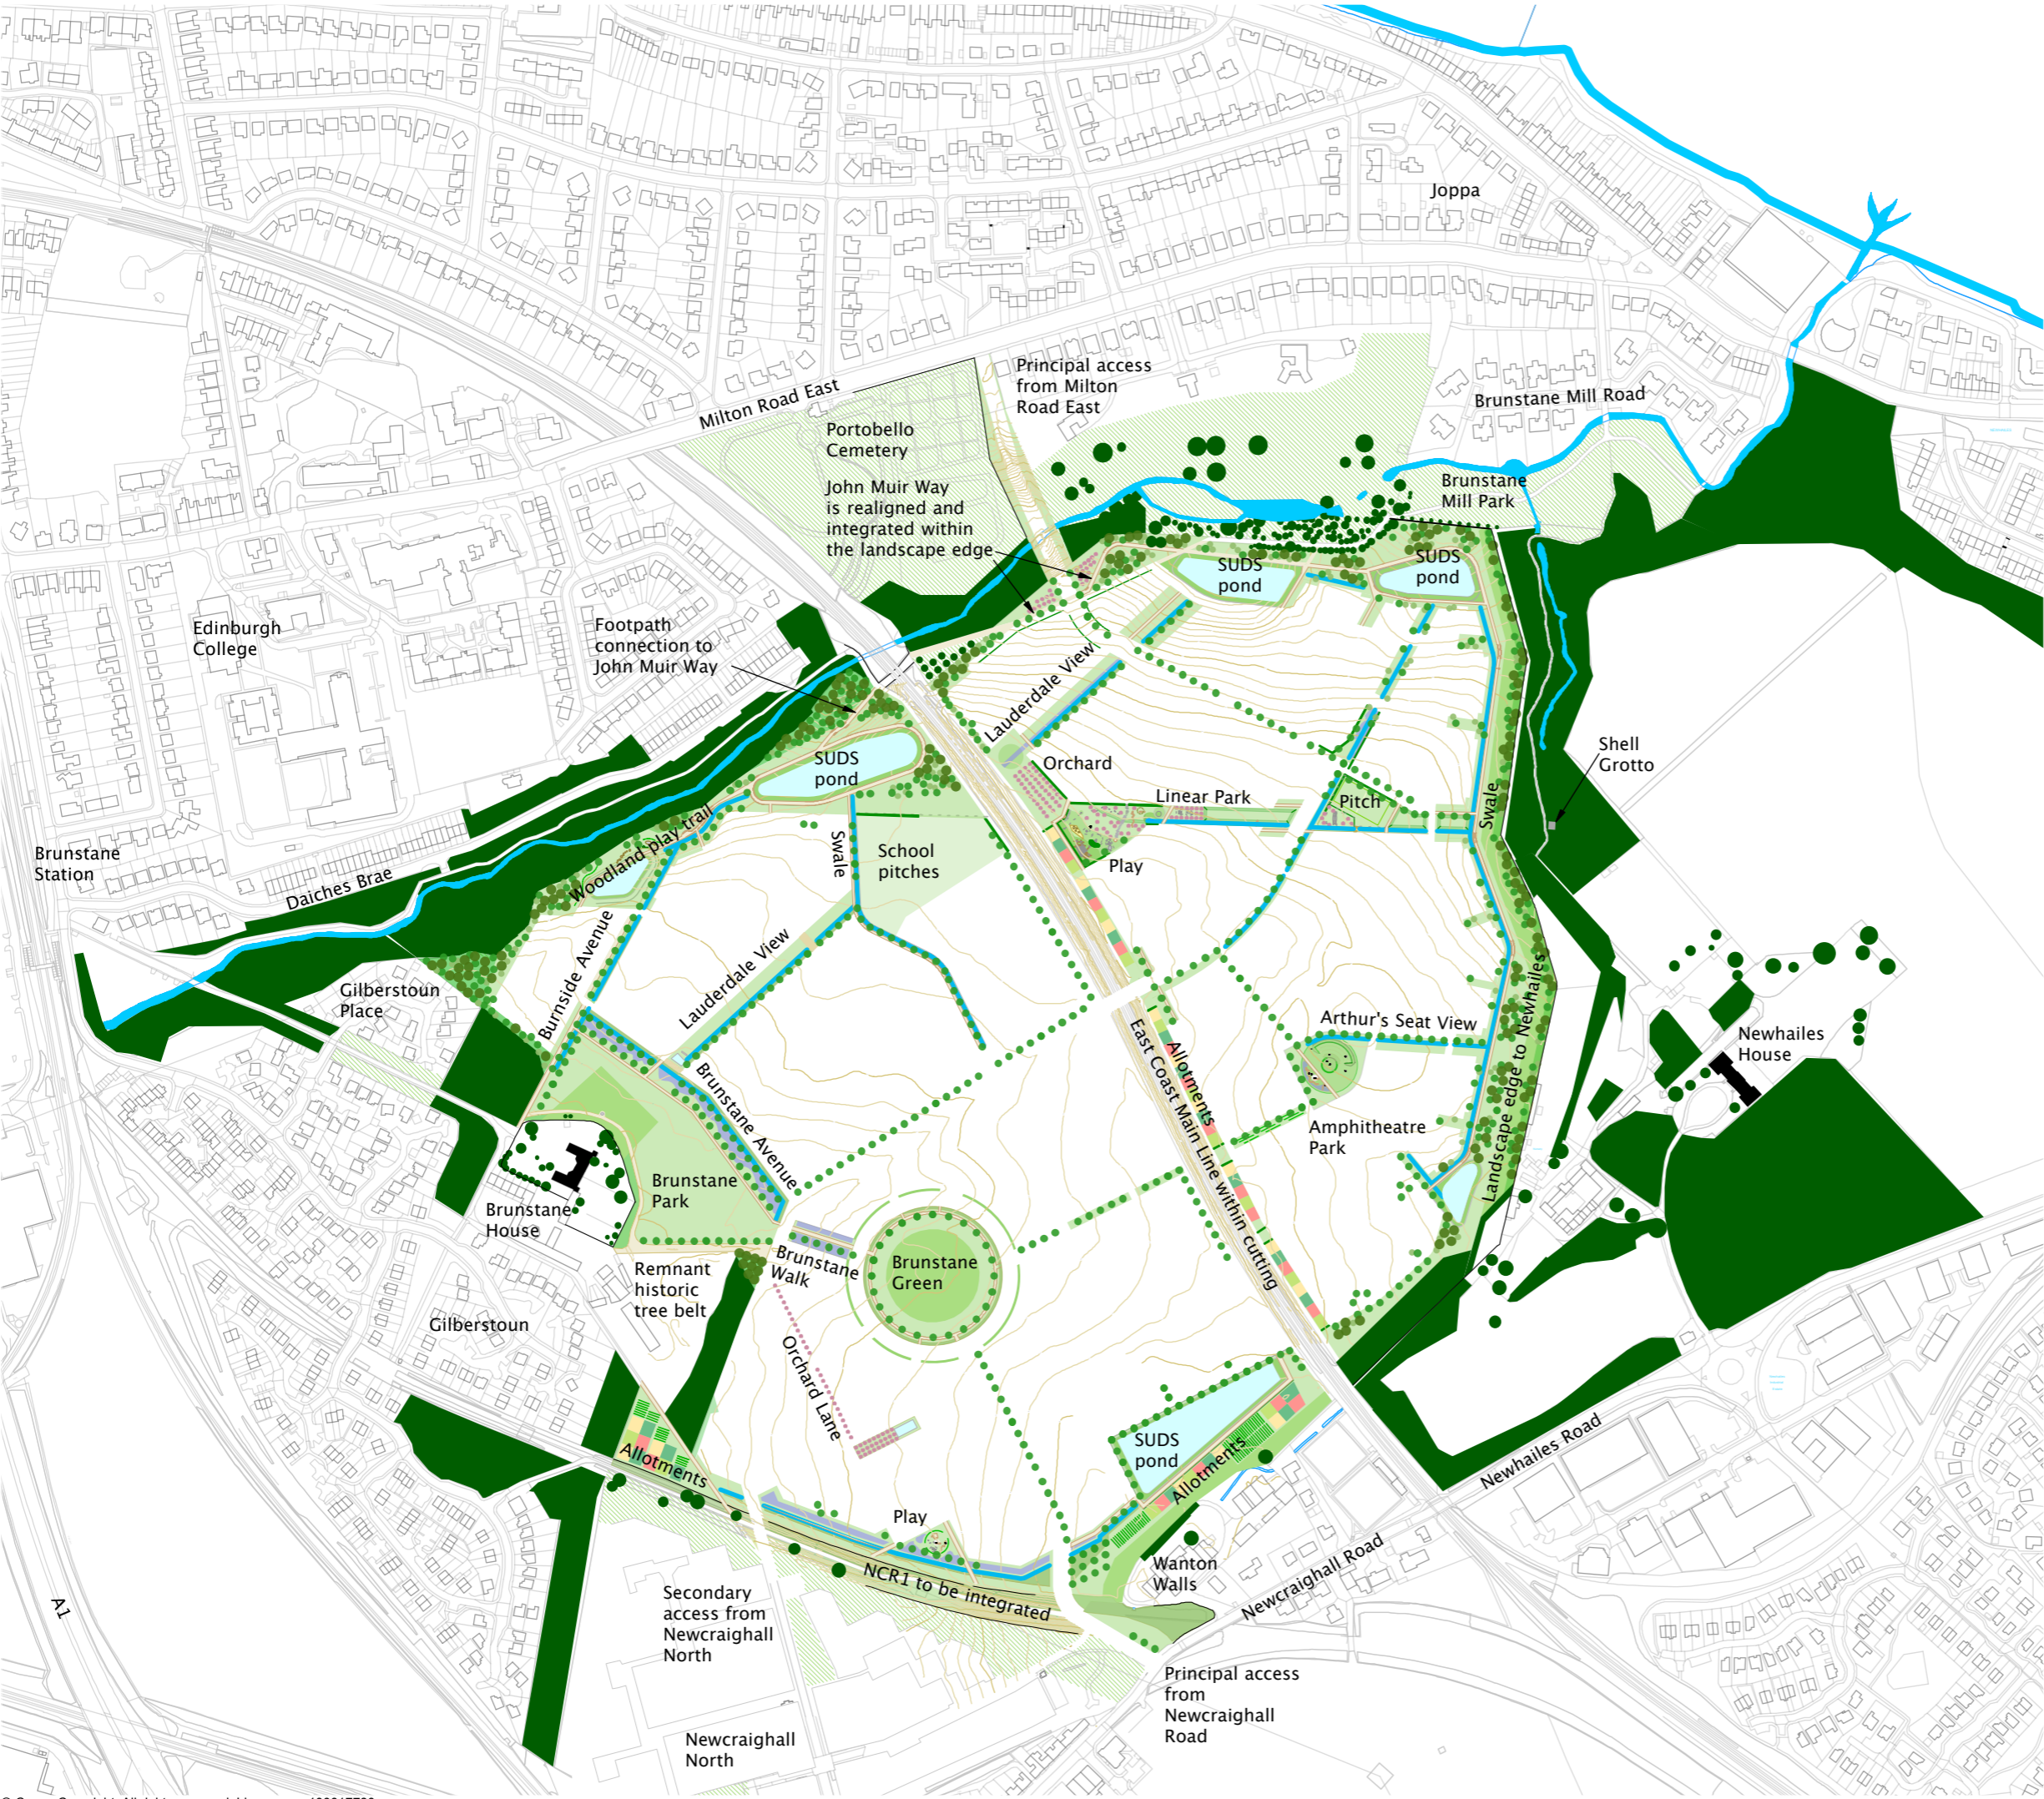 Joppa
Principal access
from Milton
Road East
Milton Road East
Brunstane Mill Road
Portobello
Cemetery
John Muir Way
is realigned and
integrated within
the landscape edge
Brunstane
Mill Park
SUDS
pond
SUDS
pond
Edinburgh
College
Footpath
connection to
John Muir Way
Lauderdale View
Shell
Grotto
SUDS
pond
Orchard
Linear Park
Pitch
Swale
Woodland play trail
Swale
School
pitches
Play
Brunstane
Station
Daiches Brae
Burnside Avenue
Lauderdale View
Gilberstoun
Place
Landscape edge to Newhailes
Arthur's Seat View
Newhailes
House
East Coast Main Line within cutting
Allotments
Brunstane Avenue
Amphitheatre
Park
Brunstane
Park
Brunstane
House
Brunstane
Walk
Brunstane
Green
Remnant
historic
tree belt
Gilberstoun
Orchard Lane
Allotments
SUDS
pond
Allotments
Newhailes Road
Play
NCR1 to be integrated
Wanton
Walls
Newcraighall Road
A1
Secondary
access from
Newcraighall
North
Principal access
from
Newcraighall
Road
Newcraighall
North